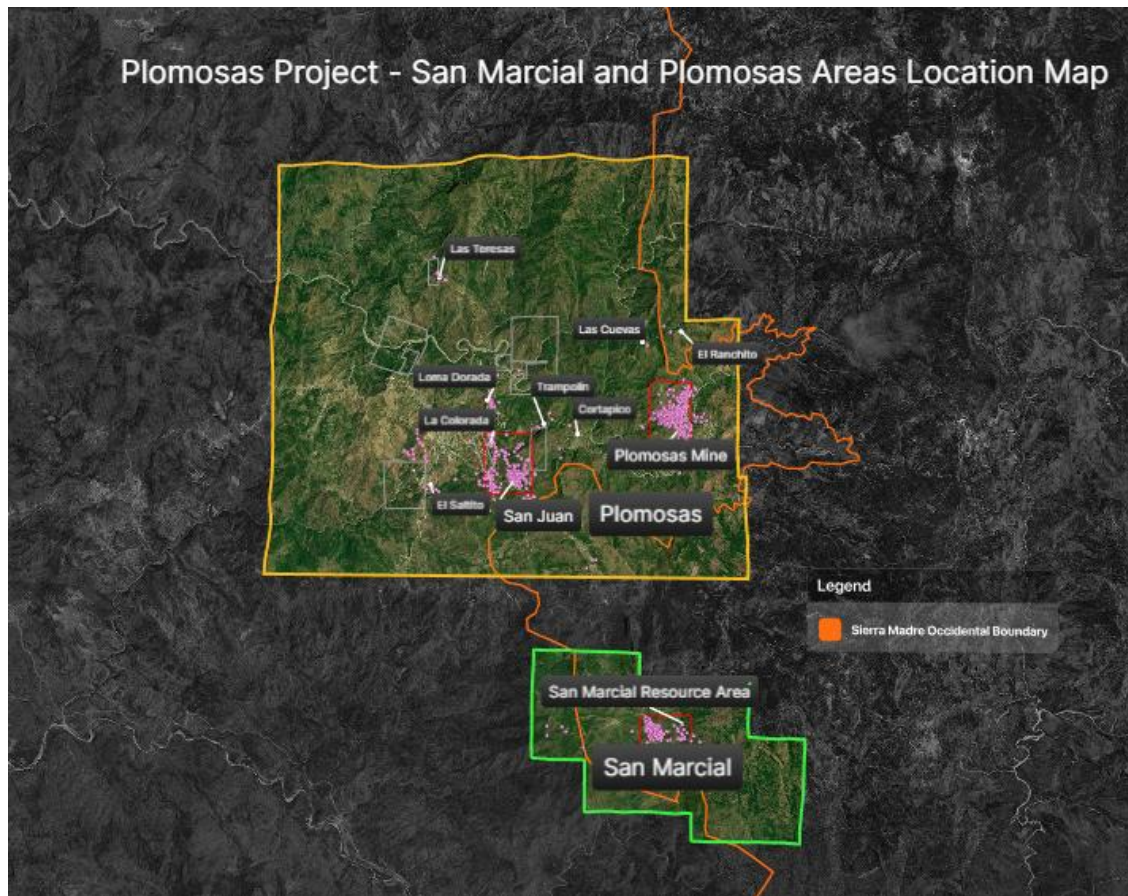 Plomosas Project - San Marcial and Plomosas Areas Location Map
Las Teresas
Las Cuevas
El Ranchito
Loma Dorada
Trampolin
La Colorada
Cortapico
Plomosas Mine
El Saltito
San Juan
Plomosas
Legend
Sierra Madre Occidental Boundary
San Marcial Resource Area
San Marcial